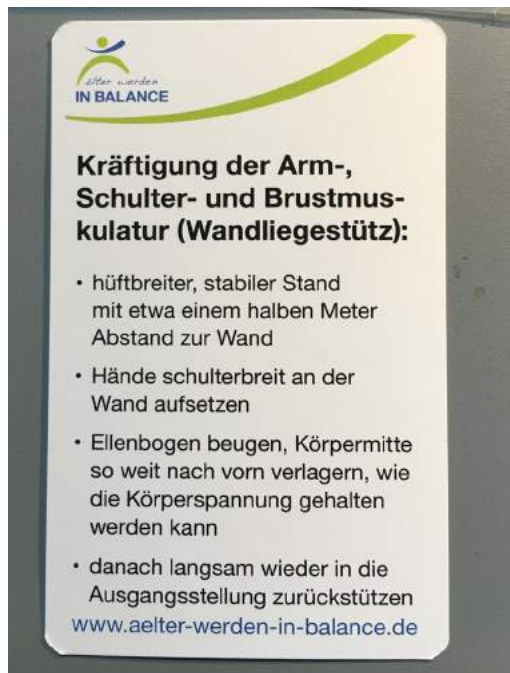 älter werden
IN BALANCE
Kräftigung der Arm-,
Schulter- und Brustmus-
kulatur (Wandliegestütz):
• hüftbreiter, stabiler Stand
mit etwa einem halben Meter
Abstand zur Wand
• Hände schulterbreit an der
Wand aufsetzen
• Ellenbogen beugen, Körpermitte
so weit nach vorn verlagern, wie
die Körperspannung gehalten
werden kann
• danach langsam wieder in die
Ausgangsstellung zurückstützen
www.aelter-werden-in-balance.de